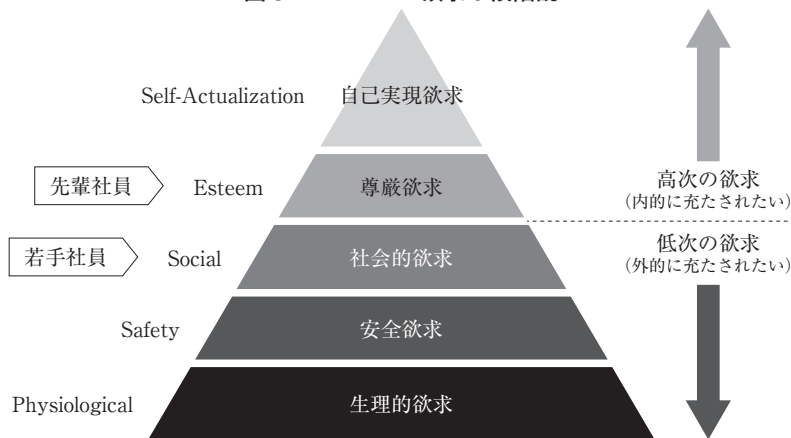 Self-Actualization 自己実現欲求
先輩社員 Esteem 尊厳欲求
高次の欲求
(内的に充たされたい)
若手社員 Social 社会的欲求
低次の欲求
(外的に充たされたい)
Safety 安全欲求
Physiological 生理的欲求